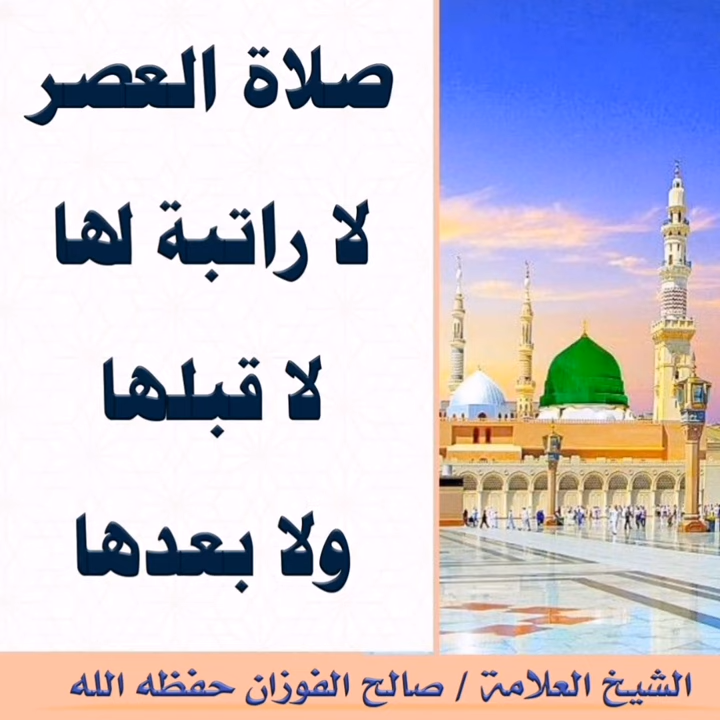 صلاة العصر
لا راتبة لها
لا قبلها
ولا بعدها
الشيخ العلامة / صالح الفوزان حفظه الله